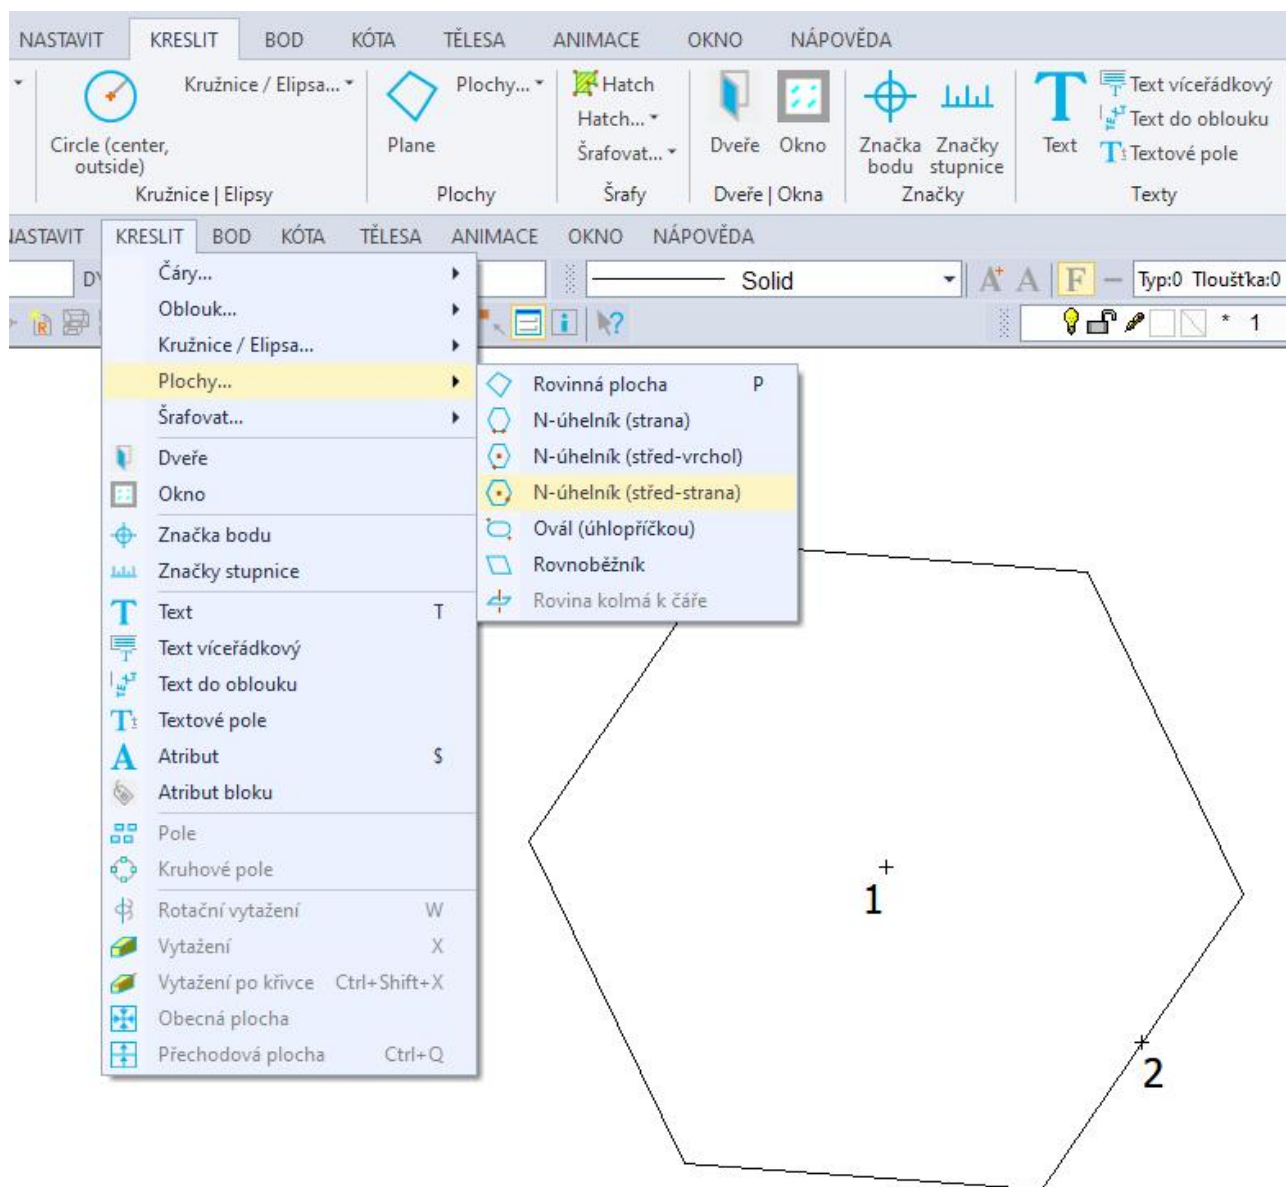 NASTAVIT KRESLIT BOD KÓTA TĚLESA ANIMACE OKNO NÁPOVĚDA
Circle (center,
outside)
Kružnice / Elipsa...
Kružnice | Elipsy
Plane
Plochy...
Plochy
Hatch
Hatch...
Šrafovat...
Šrafy
Dveře Okno
Dveře | Okna
Značka
bodu
Značky
stupnice
Značky
Text
Text víceřádkový
Text do oblouku
Textové pole
Texty
NASTAVIT KRESLIT BOD KÓTA TĚLESA ANIMACE OKNO NÁPOVĚDA
Solid
Typ:0 Tloušťka:0
* 1
Čáry...
Oblouk...
Kružnice / Elipsa...
Plochy...
Šrafovat...
Dveře
Okno
Značka bodu
Značky stupnice
Text T
Text víceřádkový
Text do oblouku
Textové pole
Atribut $
Atribut bloku
Pole
Kruhové pole
Rotační vytažení W
Vytažení X
Vytažení po křivce Ctrl+Shift+X
Obecná plocha
Přechodová plocha Ctrl+Q
Rovinná plocha P
N-úhelník (strana)
N-úhelník (střed-vrchol)
N-úhelník (střed-strana)
Ovál (úhlopříčkou)
Rovnoběžník
Rovina kolmá k čáře
1
2